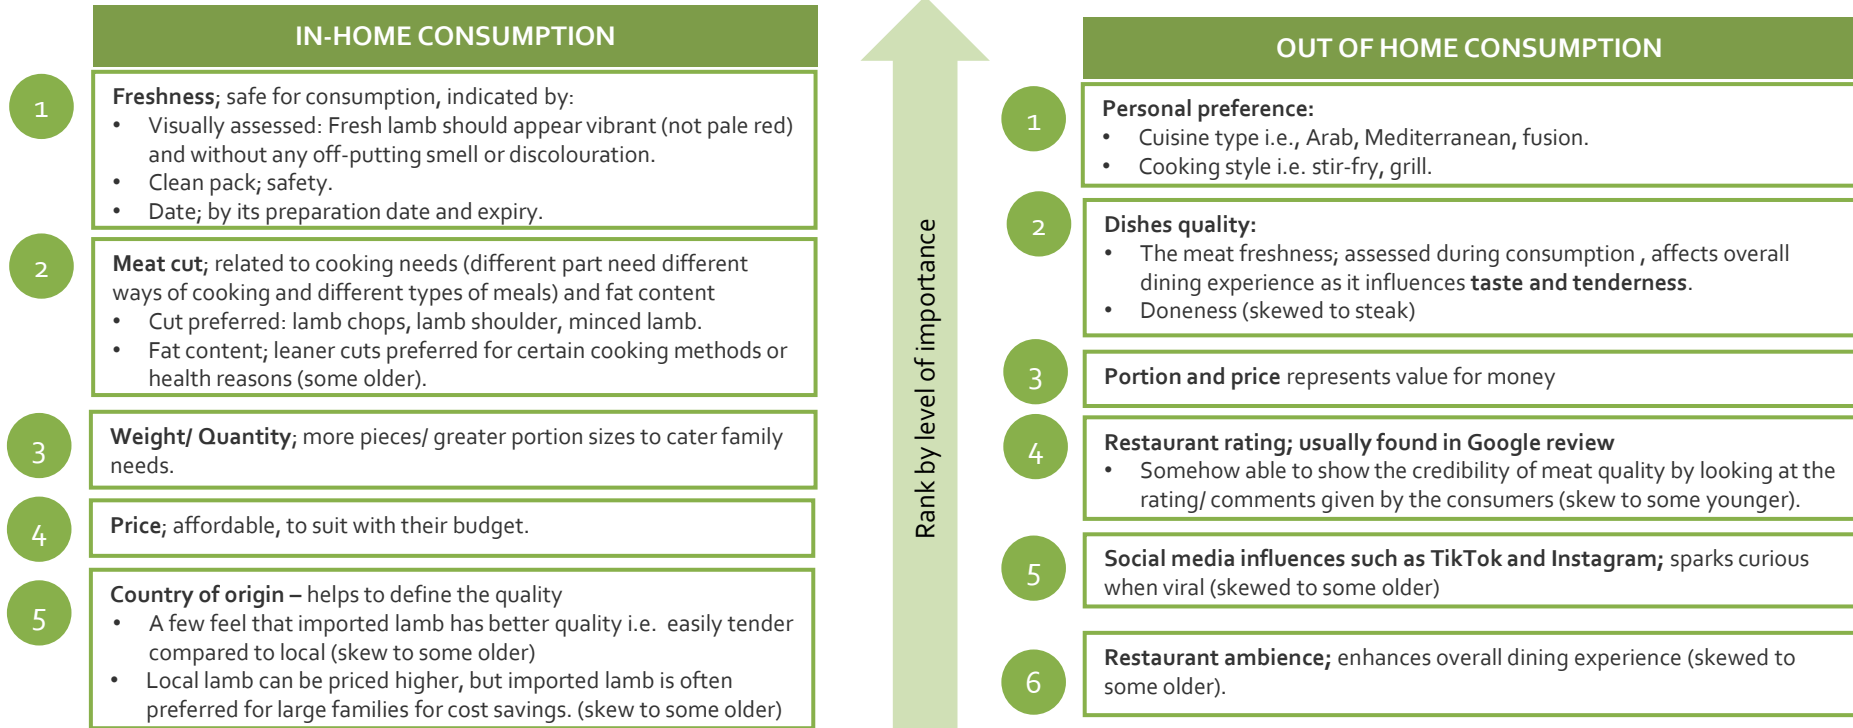 IN-HOME CONSUMPTION
1
Freshness; safe for consumption, indicated by:
• Visually assessed: Fresh lamb should appear vibrant (not pale red)
and without any off-putting smell or discolouration.
• Clean pack; safety.
• Date; by its preparation date and expiry.
2
Meat cut; related to cooking needs (different part need different
ways of cooking and different types of meals) and fat content
• Cut preferred: lamb chops, lamb shoulder, minced lamb.
• Fat content; leaner cuts preferred for certain cooking methods or
health reasons (some older).
3
Weight/ Quantity; more pieces/ greater portion sizes to cater family
needs.
4
Price; affordable, to suit with their budget.
5
Country of origin – helps to define the quality
• A few feel that imported lamb has better quality i.e. easily tender
compared to local (skew to some older)
• Local lamb can be priced higher, but imported lamb is often
preferred for large families for cost savings. (skew to some older)
Rank by level of importance
OUT OF HOME CONSUMPTION
1
Personal preference:
• Cuisine type i.e., Arab, Mediterranean, fusion.
• Cooking style i.e. stir-fry, grill.
2
Dishes quality:
• The meat freshness; assessed during consumption , affects overall
dining experience as it influences taste and tenderness.
• Doneness (skewed to steak)
3
Portion and price represents value for money
4
Restaurant rating; usually found in Google review
• Somehow able to show the credibility of meat quality by looking at the
rating/ comments given by the consumers (skew to some younger).
5
Social media influences such as TikTok and Instagram; sparks curious
when viral (skewed to some older)
6
Restaurant ambience; enhances overall dining experience (skewed to
some older).